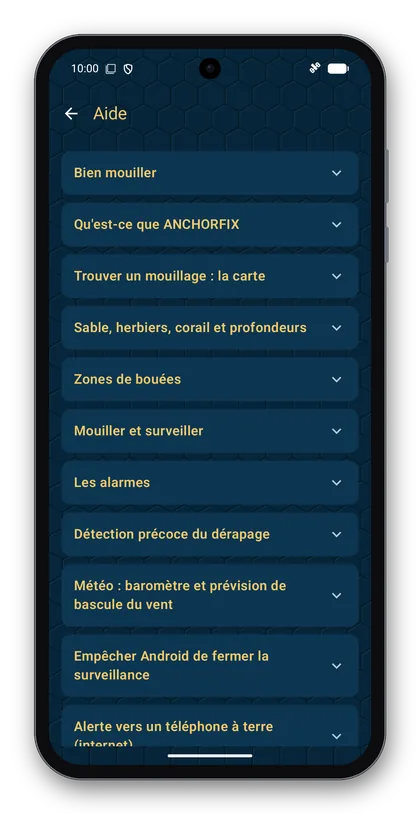 10:00
Aide
Bien mouiller
Qu'est-ce que ANCHORFIX
Trouver un mouillage : la carte
Sable, herbiers, corail et profondeurs
Zones de bouées
Mouiller et surveiller
Les alarmes
Détection précoce du dérapage
Météo : baromètre et prévision de
bascule du vent
Empêcher Android de fermer la
surveillance
Alerte vers un téléphone à terre
(internet)